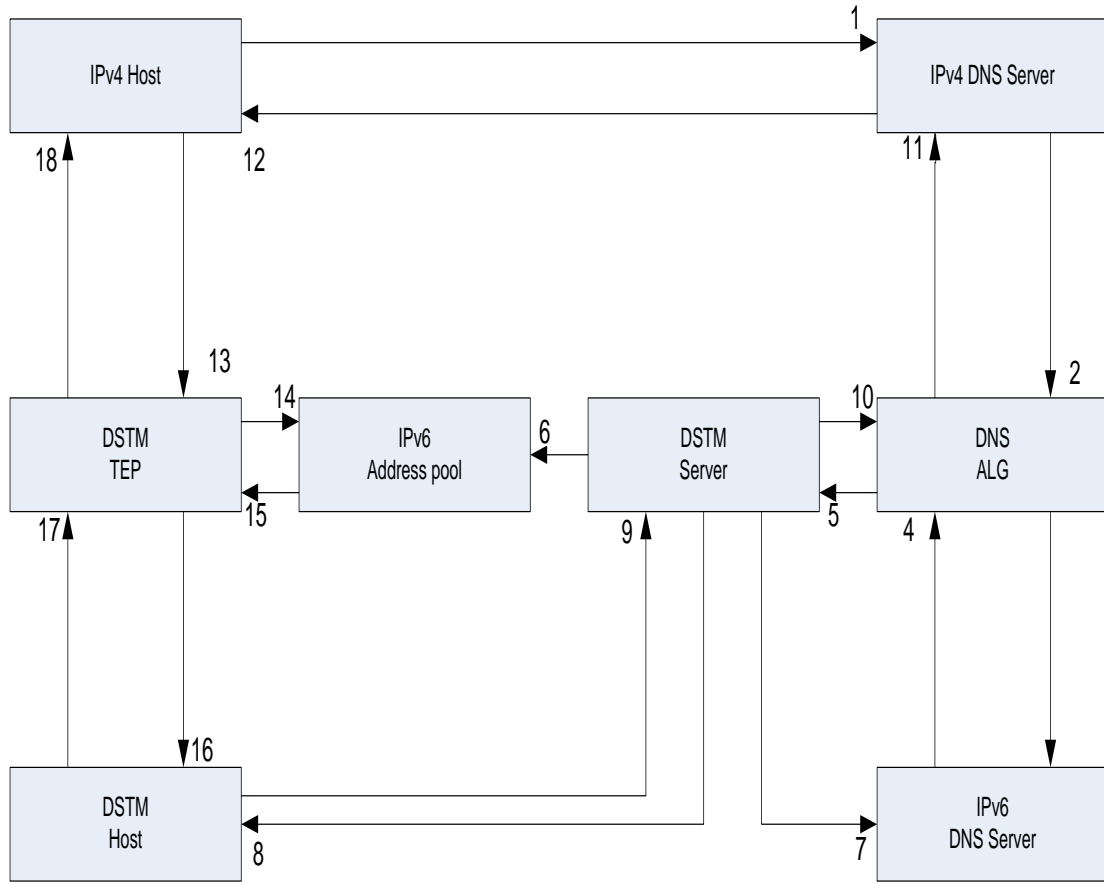 1
IPv4 Host
IPv4 DNS Server
18
12
11
13
2
14
10
DSTM
TEP
IPv6
Address pool
6
DSTM
Server
DNS
ALG
17
15
9
5
4
16
DSTM
Host
8
7
IPv6
DNS Server